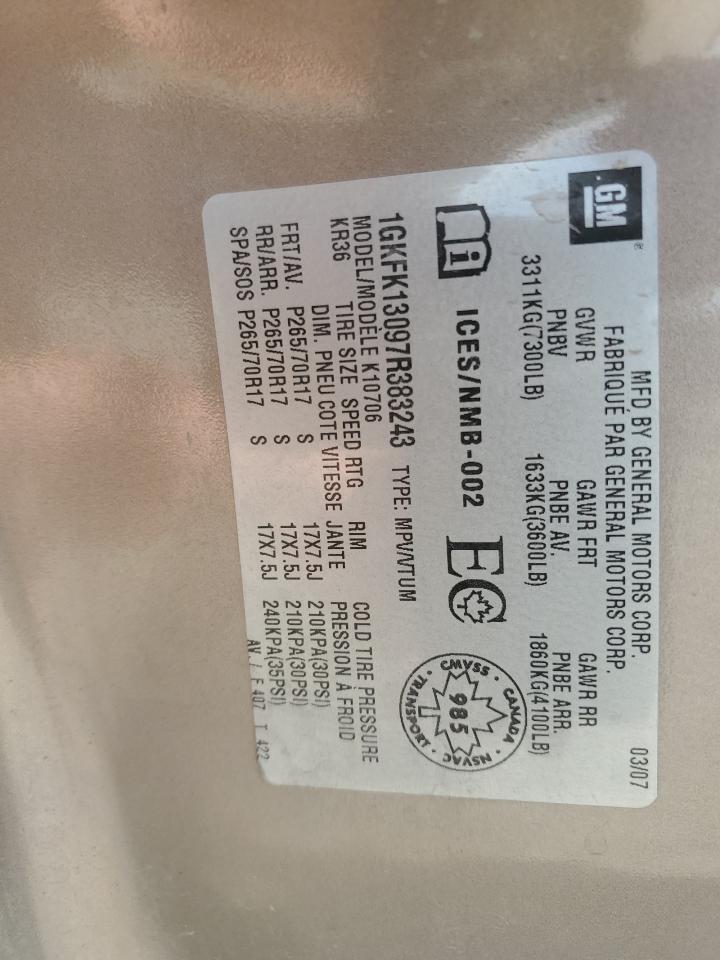 GM ®
MFD BY GENERAL MOTORS CORP. 03/07
FABRIQUÉ PAR GENERAL MOTORS CORP.
GVWR GAWR FRT GAWR RR
PNBV PNBE AV. PNBE ARR.
3311KG(7300LB) 1633KG(3600LB) 1860KG(4100LB)
i ICES/NMB-002 EC CMVSS · CANADA · NSVAC · TRANSPORT · 985 T
1GKFK13097R383243 TYPE: MPV/VTUM
MODEL/MODÈLE K10706
KR36 TIRE SIZE SPEED RTG RIM COLD TIRE PRESSURE
DIM. PNEU COTE VITESSE JANTE PRESSION À FROID
FRT/AV. P265/70R17 S 17X7.5J 210KPA(30PSI)
RR/ARR. P265/70R17 S 17X7.5J 210KPA(30PSI)
SPA/SOS P265/70R17 S 17X7.5J 240KPA(35PSI)
F 407 T 422